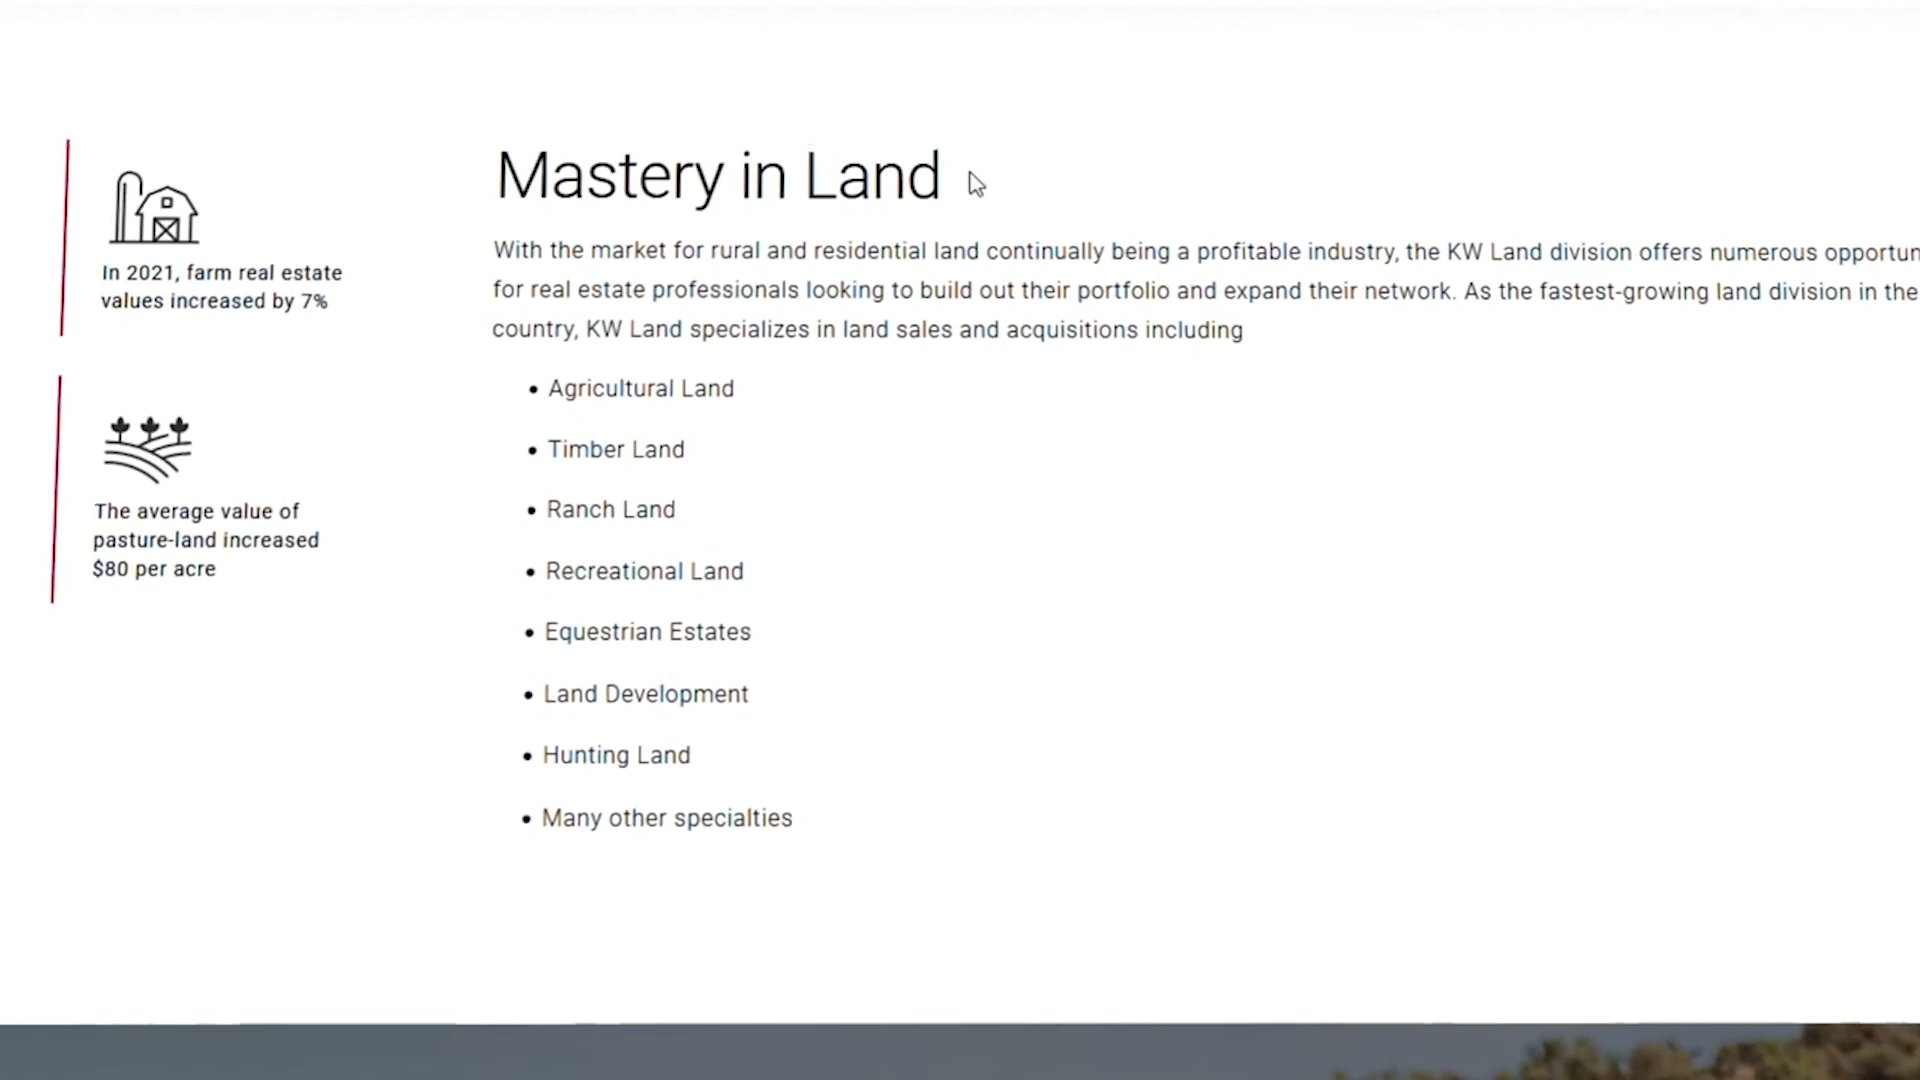 In 2021, farm real estate
values increased by 7%
The average value of
pasture-land increased
$80 per acre
Mastery in Land
With the market for rural and residential land continually being a profitable industry, the KW Land division offers numerous
for real estate professionals looking to build out their portfolio and expand their network. As the fastest-growing land division in the
country, KW Land specializes in land sales and acquisitions including
• Agricultural Land
• Timber Land
• Ranch Land
• Recreational Land
• Equestrian Estates
• Land Development
• Hunting Land
• Many other specialties